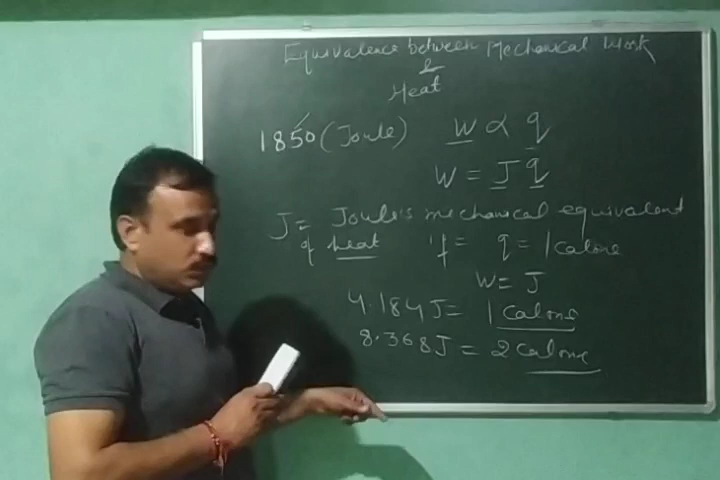 Equivalence between Mechanical Work
&
Heat
1850 (Joule) W ∝ q
W = J q
J = Joule's mechanical equivalent
of heat if = q = 1 calorie
W = J
4.184 J = 1 calorie
8.368 J = 2 calorie